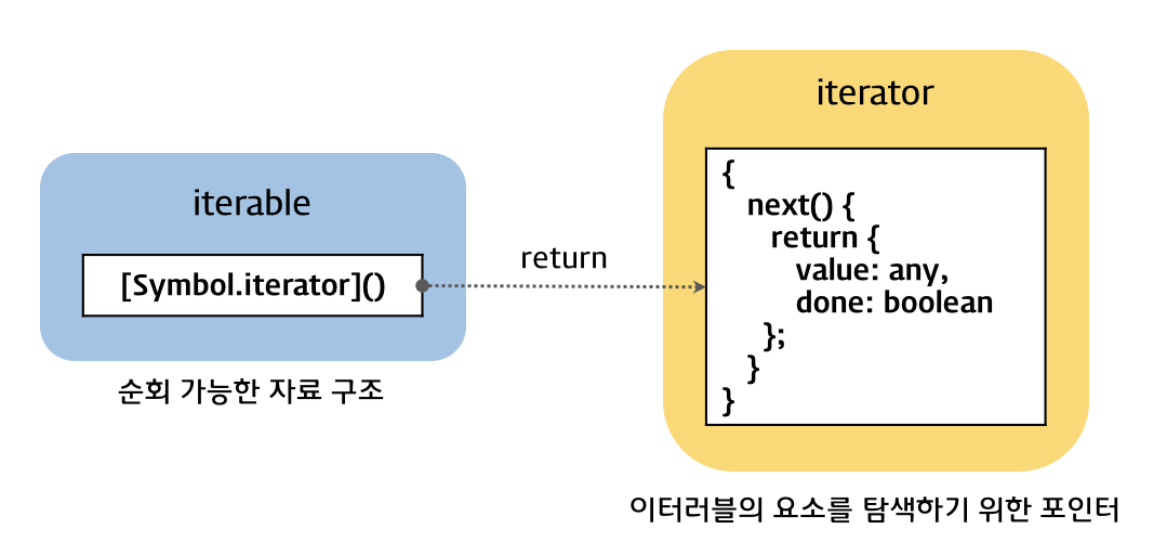 iterable
[Symbol.iterator]()
순회 가능한 자료 구조
return
iterator
{
next() {
return {
value: any,
done: boolean
};
}
}
이터러블의 요소를 탐색하기 위한 포인터